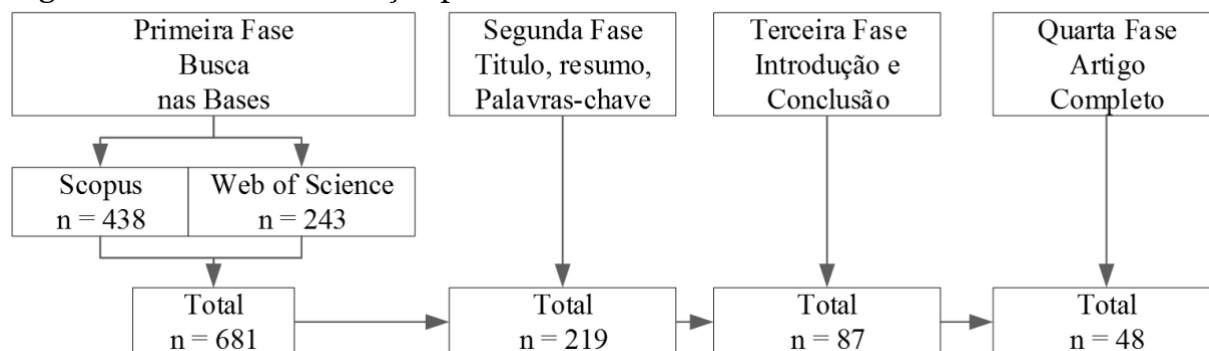 Primeira Fase
Busca
nas Bases
Segunda Fase
Titulo, resumo,
Palavras-chave
Terceira Fase
Introdução e
Conclusão
Quarta Fase
Artigo
Completo
Scopus
n = 438
Web of Science
n = 243
Total
n = 681
Total
n = 219
Total
n = 87
Total
n = 48